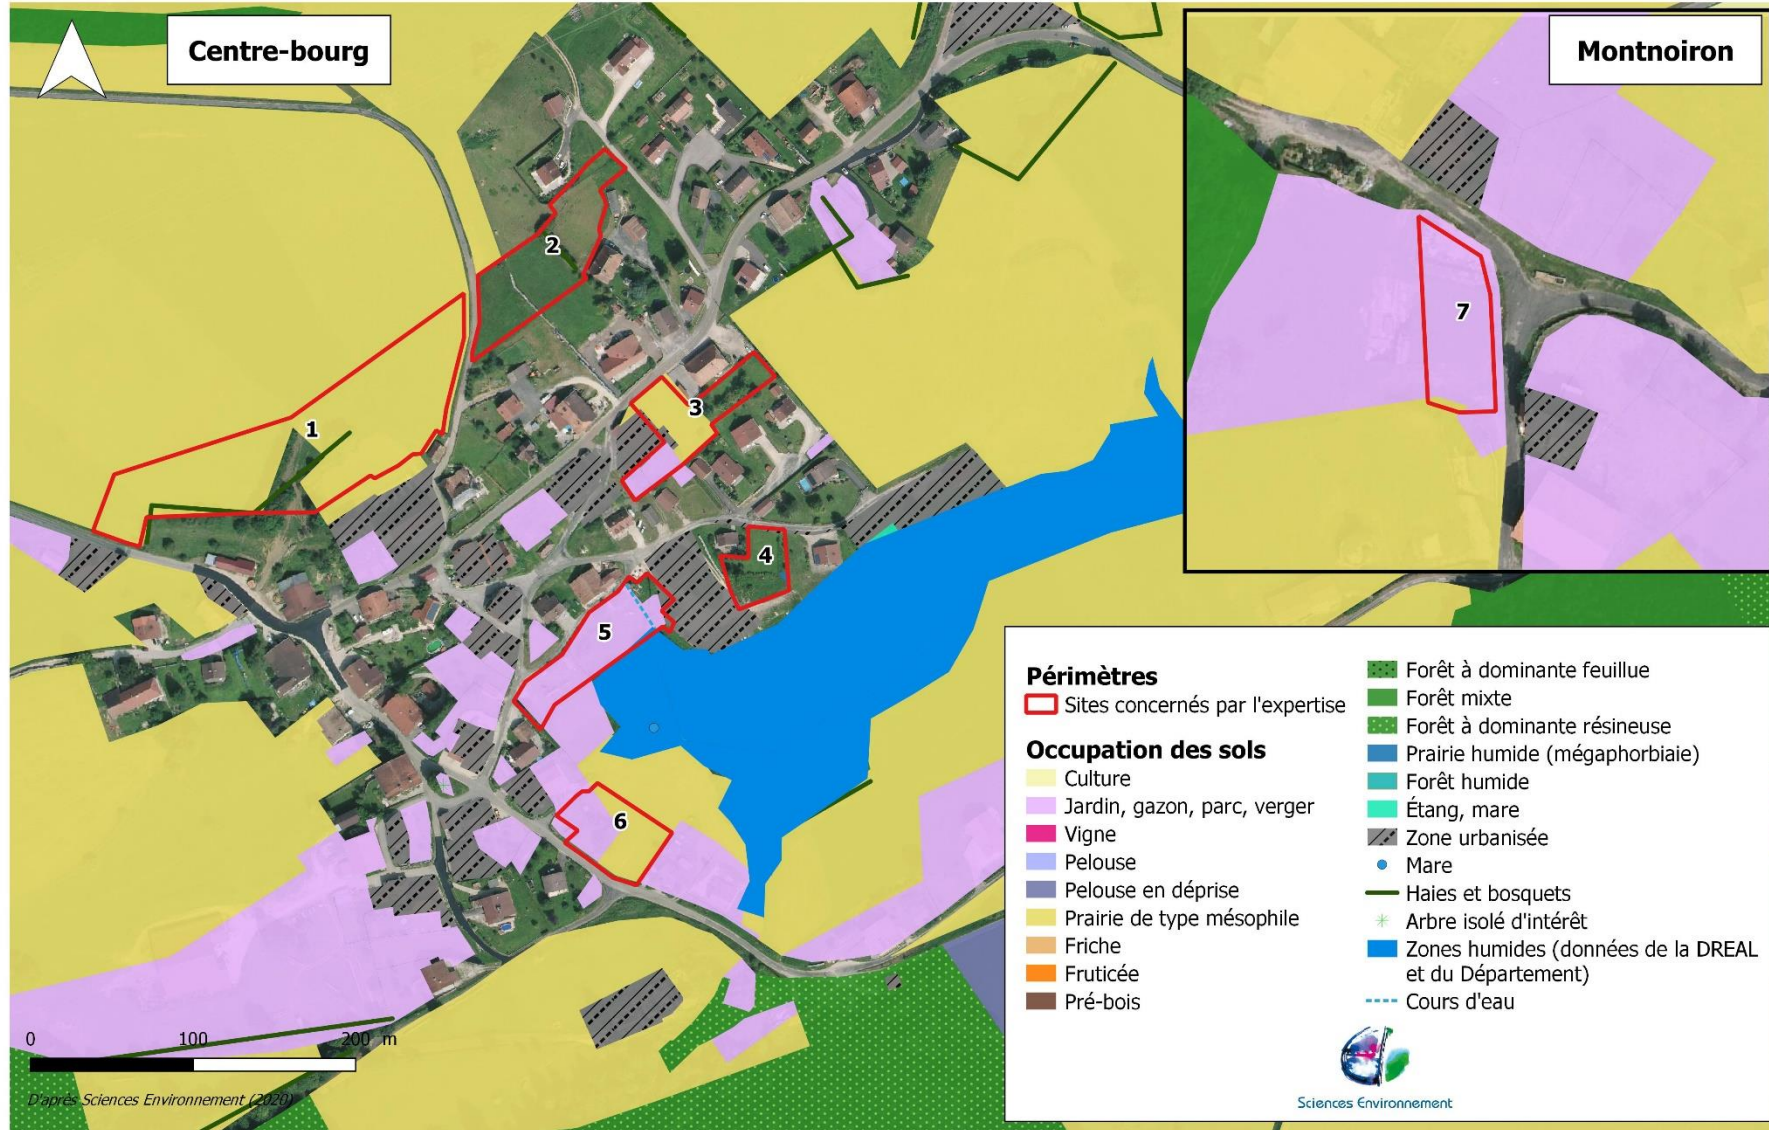 Centre-bourg
Montnoiron
1
2
3
4
5
6
7
0 100 200 m
D'après Sciences Environnement (2020)
Périmètres
Sites concernés par l'expertise
Occupation des sols
Culture
Jardin, gazon, parc, verger
Vigne
Pelouse
Pelouse en déprise
Prairie de type mésophile
Friche
Fruticée
Pré-bois
Forêt à dominante feuillue
Forêt mixte
Forêt à dominante résineuse
Prairie humide (mégaphorbiaie)
Forêt humide
Étang, mare
Zone urbanisée
Mare
Haies et bosquets
Arbre isolé d'intérêt
Zones humides (données de la DREAL
et du Département)
Cours d'eau
Sciences Environnement